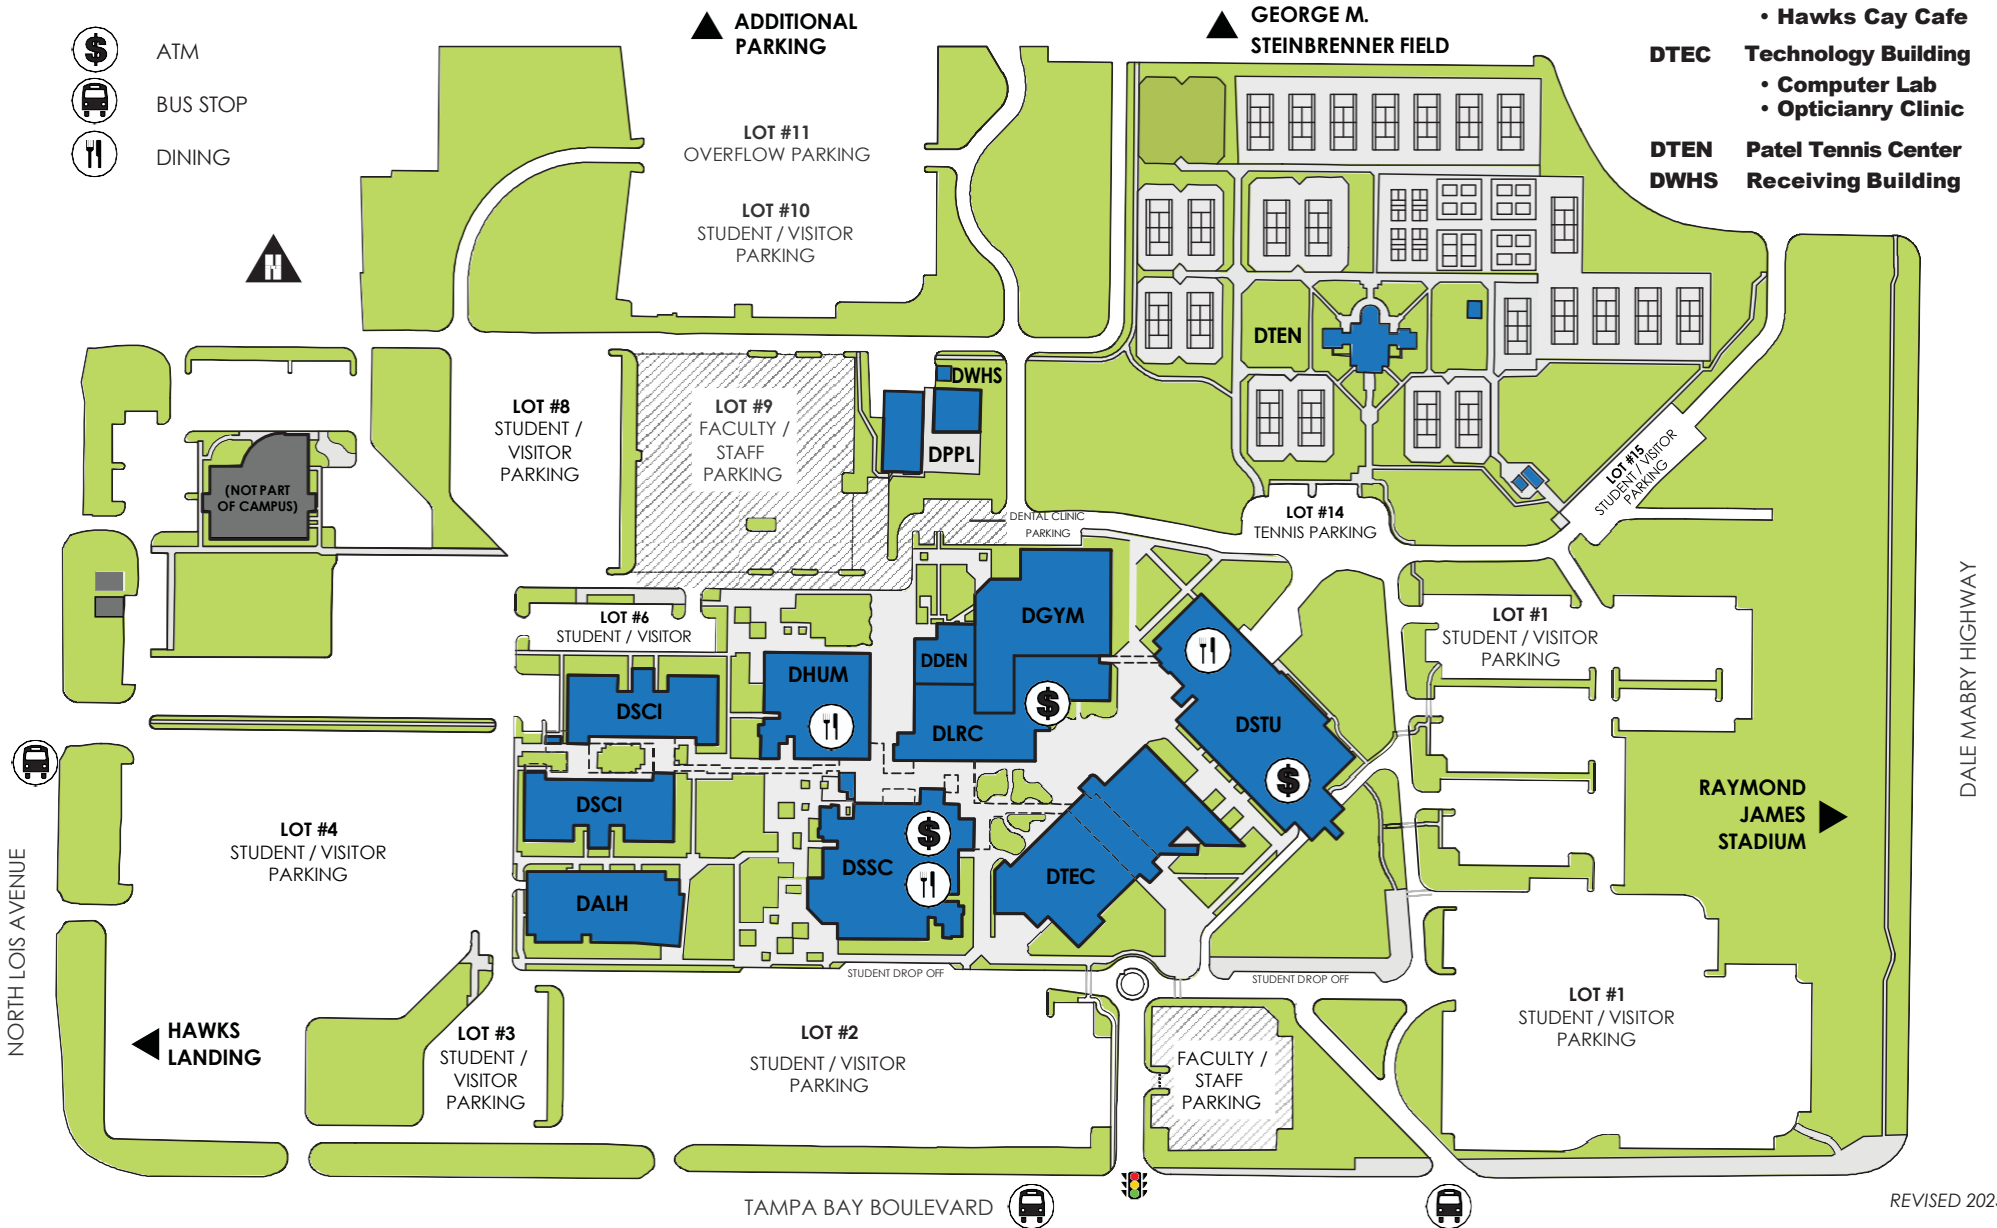 ATM
BUS STOP
DINING
N
ADDITIONAL
PARKING
GEORGE M.
STEINBRENNER FIELD
• Hawks Cay Cafe
DTEC Technology Building
• Computer Lab
• Opticianry Clinic
DTEN Patel Tennis Center
DWHS Receiving Building
LOT #11
OVERFLOW PARKING
LOT #10
STUDENT / VISITOR
PARKING
DTEN
LOT #8
STUDENT /
VISITOR
PARKING
LOT #9
FACULTY /
STAFF
PARKING
DWHS
DPPL
(NOT PART
OF CAMPUS)
LOT #15
STUDENT / VISITOR
PARKING
LOT #14
TENNIS PARKING
DENTAL CLINIC
PARKING
LOT #6
STUDENT / VISITOR
DGYM
DDEN
DHUM
DSCI
DLRC
$
DSTU
$
LOT #1
STUDENT / VISITOR
PARKING
DALE MABRY HIGHWAY
RAYMOND
JAMES
STADIUM
DSCI
LOT #4
STUDENT / VISITOR
PARKING
NORTH LOIS AVENUE
$
DSSC
DTEC
DALH
STUDENT DROP OFF
STUDENT DROP OFF
HAWKS
LANDING
LOT #3
STUDENT /
VISITOR
PARKING
LOT #2
STUDENT / VISITOR
PARKING
FACULTY /
STAFF
PARKING
LOT #1
STUDENT / VISITOR
PARKING
TAMPA BAY BOULEVARD
REVISED